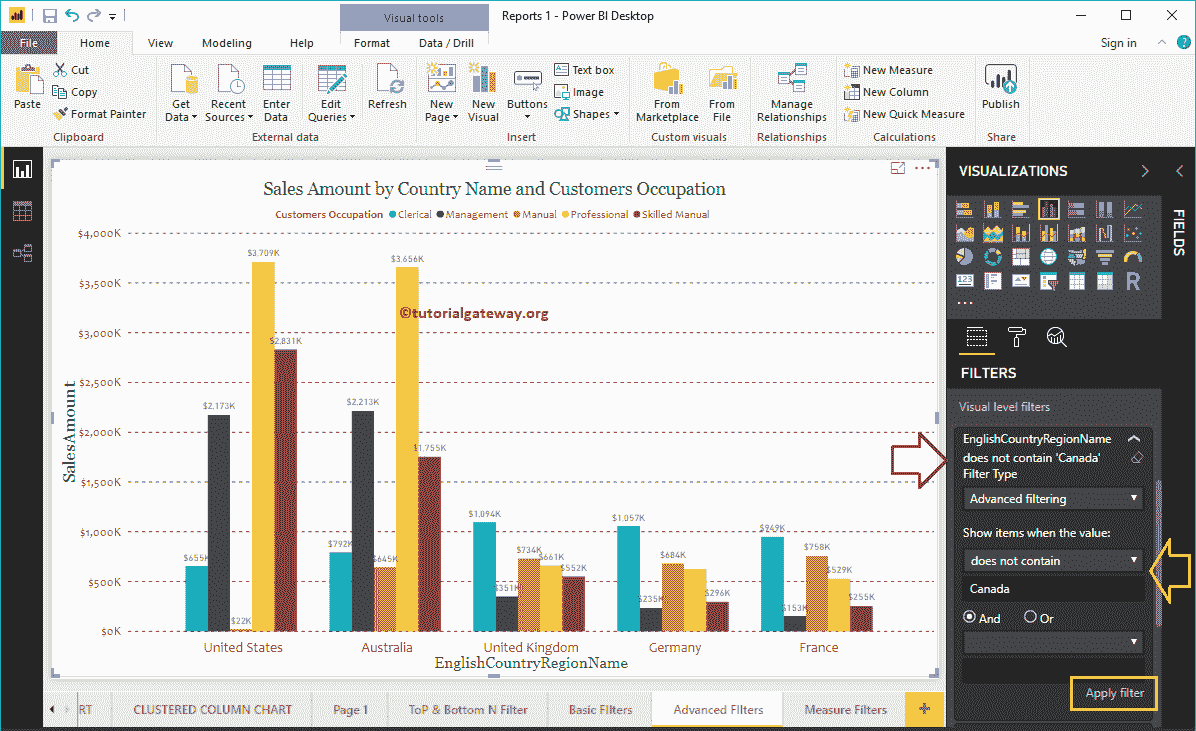 Visual tools
Reports 1 - Power BI Desktop
File
Home
View
Modeling
Help
Format
Data / Drill
Sign in
?
Paste
Cut
Copy
Format Painter
Clipboard
Get Data
Recent Sources
Enter Data
Edit Queries
External data
Refresh
New Page
New Visual
Buttons
Text box
Image
Shapes
Insert
From Marketplace
From File
Custom visuals
Manage Relationships
Relationships
New Measure
New Column
New Quick Measure
Calculations
Publish
Share
Sales Amount by Country Name and Customers Occupation
Customers Occupation Clerical Management Manual Professional Skilled Manual
$4,000K
$3,500K
$3,000K
$2,500K
$2,000K
$1,500K
$1,000K
$500K
$0K
SalesAmount
$655K
$2,173K
$22K
$3,709K
$2,831K
$792K
$2,213K
$645K
$3,656K
$1,755K
$1,094K
$351K
$734K
$661K
$552K
$1,057K
$235K
$684K
$296K
$949K
$153K
$758K
$529K
$255K
©tutorialgateway.org
United States
Australia
United Kingdom
Germany
France
EnglishCountryRegionName
VISUALIZATIONS
FIELDS
123
R
FILTERS
Visual level filters
EnglishCountryRegionName
does not contain 'Canada'
Filter Type
Advanced filtering
Show items when the value:
does not contain
Canada
And
Or
Apply filter
RT
CLUSTERED COLUMN CHART
Page 1
ToP & Bottom N Filter
Basic FIlters
Advanced FIlters
Measure Filters
+